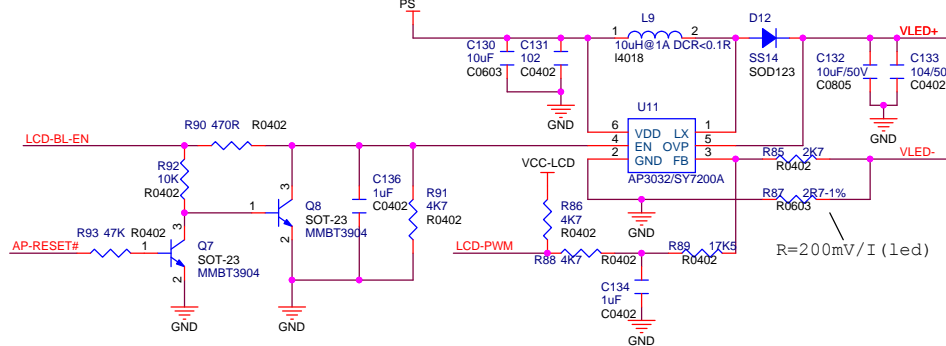 PS
L9
D12
1
2
VLED+
10uH@1A DCR<0.1R
I4018
SS14
SOD123
C130
10uF
C0603
C131
102
C0402
C132
10uF/50V
C0805
C133
104/50
C0402
GND
GND
U11
6 VDD LX 1
4 EN OVP 5
2 GND FB 3
AP3032/SY7200A
R90 470R R0402
LCD-BL-EN
R92
10K
R0402
VCC-LCD
R85 2K7
R0402
VLED-
R87 2R7-1%
R0603
C136
1uF
C0402
R91
4K7
R0402
3
1
2
Q8
SOT-23
MMBT3904
R86
4K7
R0402
GND
R93 47K R0402
AP-RESET#
3
1
2
Q7
SOT-23
MMBT3904
LCD-PWM
R88 4K7 R0402
R89 17K5
R0402
R=200mV/I(led)
C134
1uF
C0402
GND
GND
GND